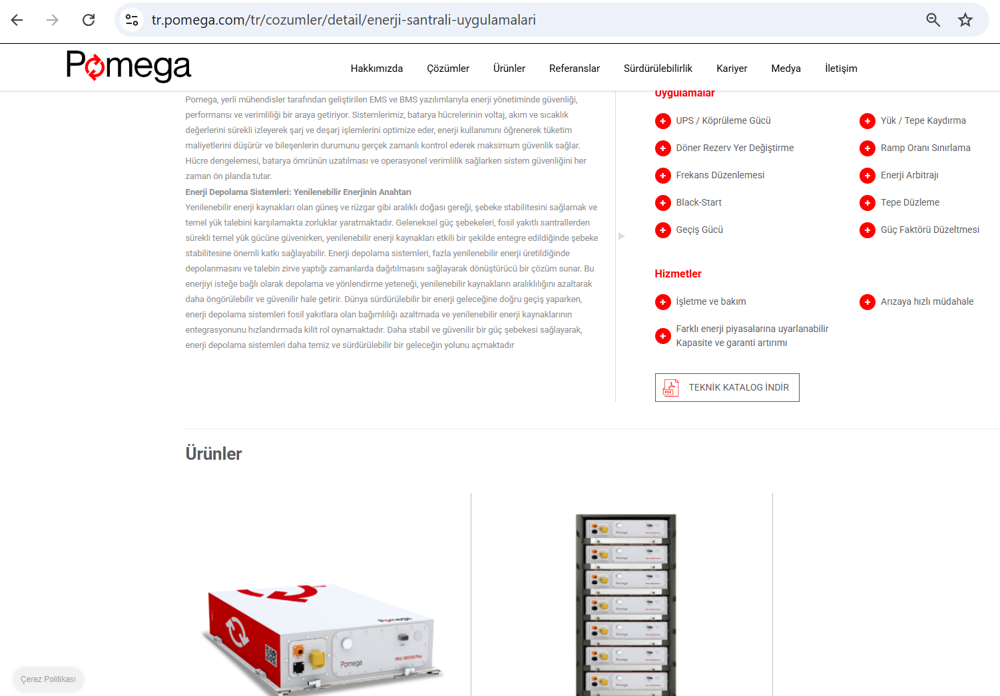 tr.pomega.com/tr/cozumler/detail/enerji-santrali-uygulamalari
Pomega
Hakkımızda Çözümler Ürünler Referanslar Sürdürülebilirlik Kariyer Medya İletişim
Pomega, yerli mühendisler tarafından geliştirilen EMS ve BMS yazılımlarıyla enerji yönetiminde güvenliği,
performansı ve verimliliği bir araya getiriyor. Sistemlerimiz, batarya hücrelerinin voltaj, akım ve sıcaklık
değerlerini sürekli izleyerek şarj ve deşarj işlemlerini optimize eder, enerji kullanımını öğrenerek tüketim
maliyetlerini düşürür ve bileşenlerin durumunu gerçek zamanlı kontrol ederek maksimum güvenlik sağlar.
Hücre dengelemesi, batarya ömrünün uzatılması ve operasyonel verimlilik sağlarken sistem güvenliğini her
zaman ön planda tutar.
Enerji Depolama Sistemleri: Yenilenebilir Enerjinin Anahtarı
Yenilenebilir enerji kaynakları olan güneş ve rüzgar gibi aralıklı doğası gereği, şebeke stabilitesini sağlamak ve
temel yük talebini karşılamakta zorluklar yaratmaktadır. Geleneksel güç şebekeleri, fosil yakıtlı santrallerden
sürekli temel yük gücüne güvenirken, yenilenebilir enerji kaynakları etkili bir şekilde entegre edildiğinde şebeke
stabilitesine önemli katkı sağlayabilir. Enerji depolama sistemleri, fazla yenilenebilir enerji üretildiğinde
depolanmasını ve talebin zirve yaptığı zamanlarda dağıtılmasını sağlayarak dönüştürücü bir çözüm sunar. Bu
enerjiyi isteğe bağlı olarak depolama ve yönlendirme yeteneği, yenilenebilir kaynakların aralıklılığını azaltarak
daha öngörülebilir ve güvenilir hale getirir. Dünya sürdürülebilir bir enerji geleceğine doğru geçiş yaparken,
enerji depolama sistemleri fosil yakıtlara olan bağımlılığı azaltmada ve yenilenebilir enerji kaynaklarının
entegrasyonunu hızlandırmada kilit rol oynamaktadır. Daha stabil ve güvenilir bir güç şebekesi sağlayarak,
enerji depolama sistemleri daha temiz ve sürdürülebilir bir geleceğin yolunu açmaktadır
Uygulamalar
UPS / Köprüleme Gücü
Yük / Tepe Kaydırma
Döner Rezerv Yer Değiştirme
Ramp Oranı Sınırlama
Frekans Düzenlemesi
Enerji Arbitrajı
Black-Start
Tepe Düzleme
Geçiş Gücü
Güç Faktörü Düzeltmesi
Hizmetler
İşletme ve bakım
Arızaya hızlı müdahale
Farklı enerji piyasalarına uyarlanabilir
Kapasite ve garanti artırımı
PDF
TEKNİK KATALOG İNDİR
Ürünler
Pomega
Pomega
Pomega
Pomega
Pomega
Pomega
Pomega
Pomega
Pomega
Çerez Politikası